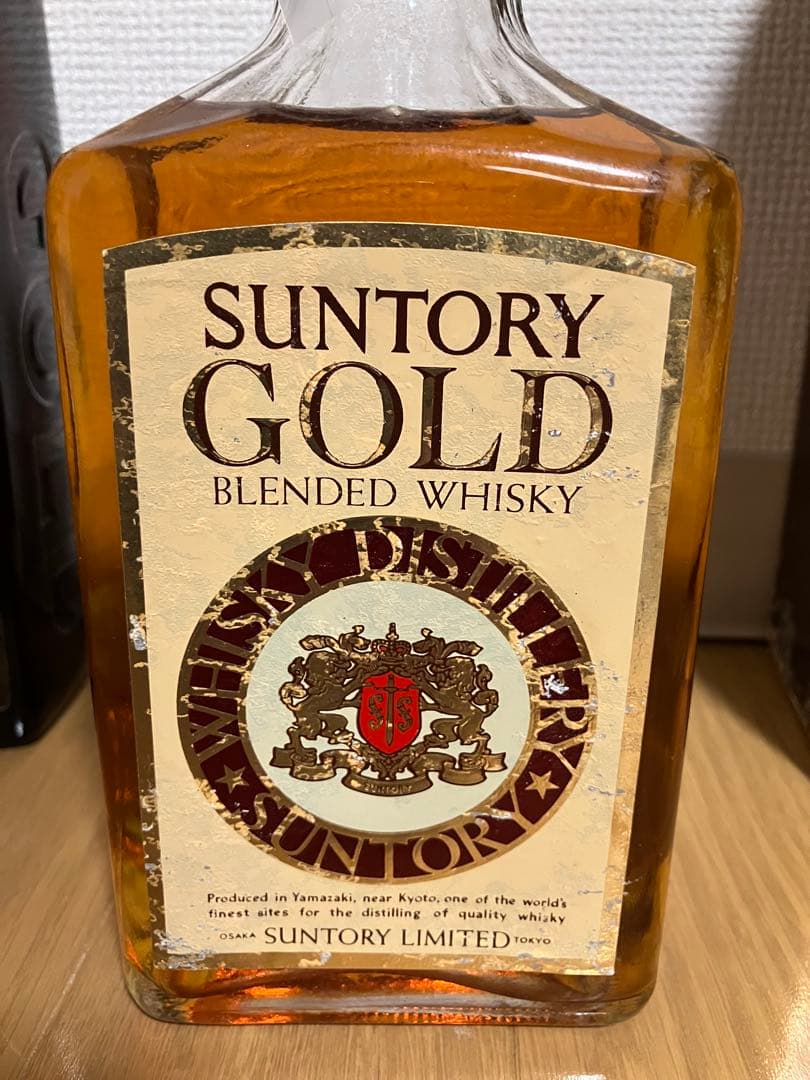 SUNTORY
GOLD
BLENDED WHISKY
WHISKY DISTILLERY
SUNTORY
★ SUNTORY ★
Produced in Yamazaki, near Kyoto, one of the world's
finest sites for the distilling of quality whisky
OSAKA SUNTORY LIMITED TOKYO